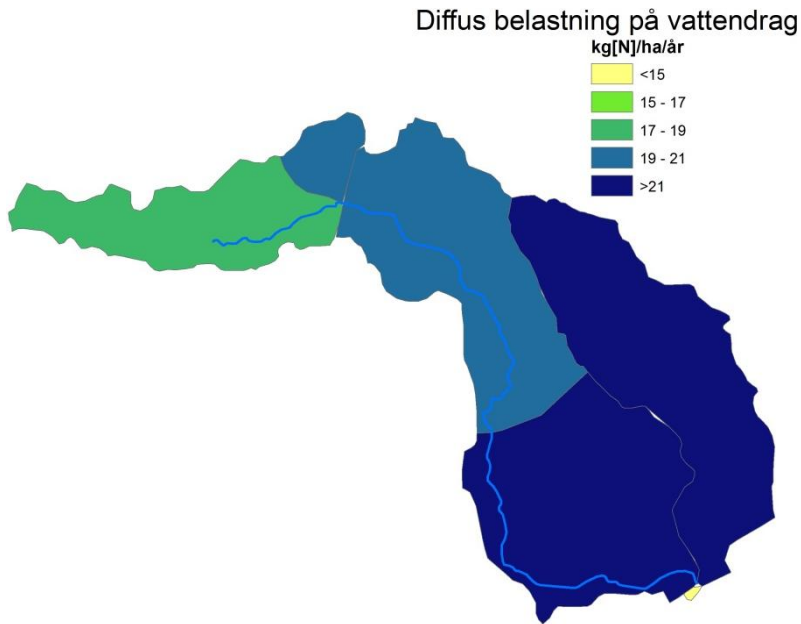 Diffus belastning på vattendrag
kg[N]/ha/år
<15
15 - 17
17 - 19
19 - 21
>21